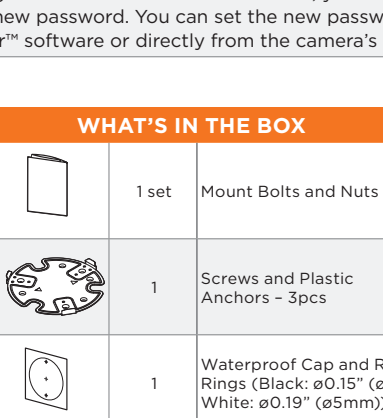 new password. You can set the new passw
r™ software or directly from the camera's
WHAT'S IN THE BOX
1 set
Mount Bolts and Nuts
1
Screws and Plastic
Anchors – 3pcs
1
Waterproof Cap and R
Rings (Black: ø0.15" (ø
White: ø0.19" (ø5mm)